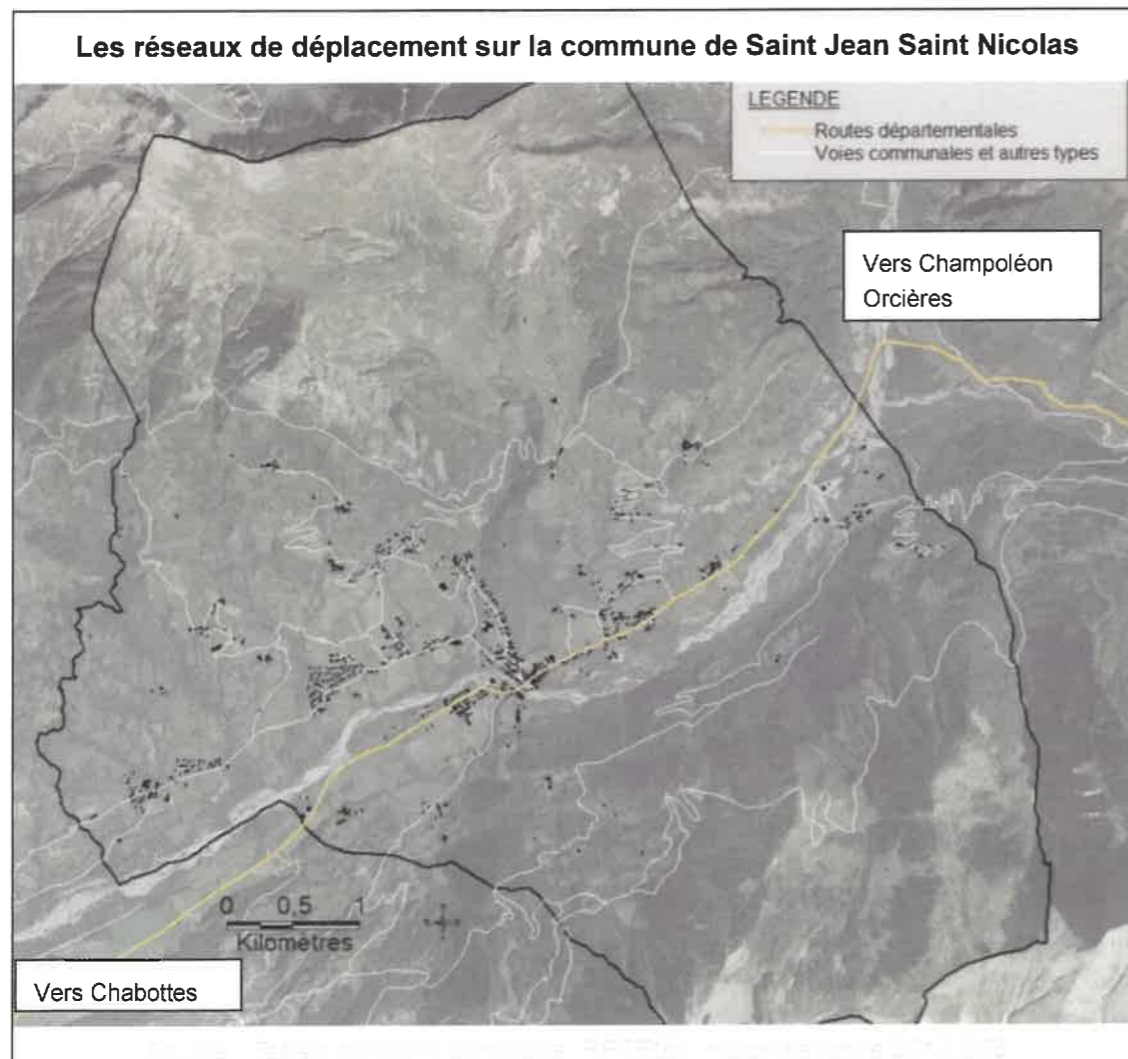 Les réseaux de déplacement sur la commune de Saint Jean Saint Nicolas
LEGENDE
Routes départementales
Voies communales et autres types
Vers Champoléon
Orcières
0 0,5 1
Kilomètres
Vers Chabottes